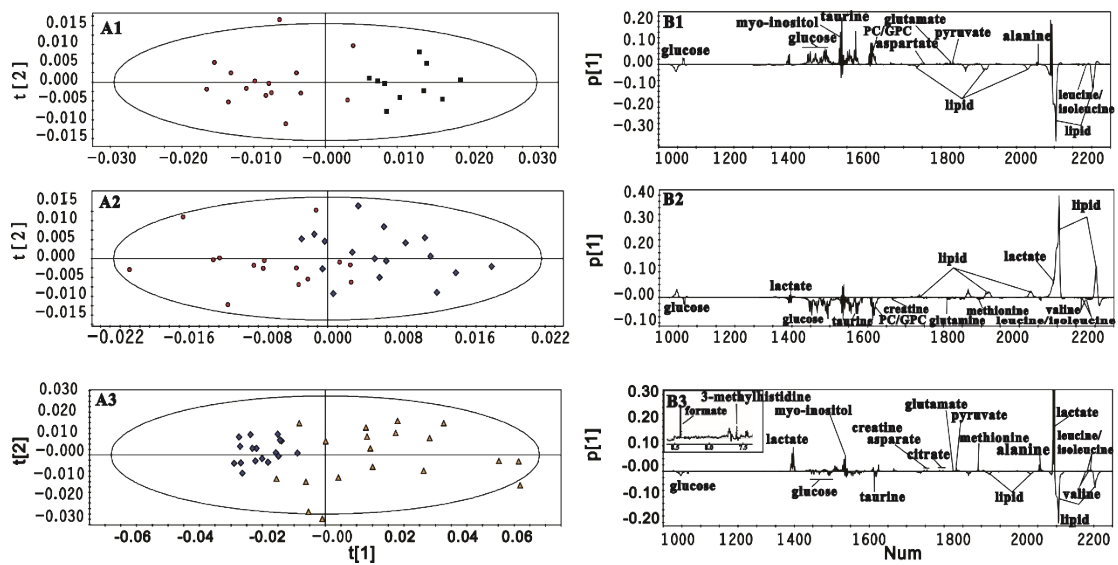 A1
t [2]
0.015
0.010
0.005
0.000
-0.005
-0.010
-0.015
-0.030 -0.020 -0.010 -0.000 0.010 0.020 0.030
B1
p[1]
0.20
0.10
-0.00
-0.10
-0.20
-0.30
glucose
myo-inositol
glucose
taurine
PC/GPC
aspartate
glutamate
pyruvate
alanine
lipid
leucine/
isoleucine
lipid
1000 1400 1600 1800 2000 2200
A2
t [2]
0.015
0.010
0.005
0.000
-0.005
-0.010
-0.015
-0.022 -0.016 -0.008 0.000 0.008 0.016 0.022
B2
p[1]
0.40
0.30
0.20
0.10
-0.00
-0.10
glucose
lactate
glucose
taurine
creatine
PC/GPC
lipid
glutamine
methionine
lactate
lipid
valine
leucine/isoleucine
1000 1400 1600 1800 2000 2200
A3
t[2]
0.030
0.020
0.010
-0.000
-0.010
-0.020
-0.030
-0.06 -0.04 -0.02 -0.00 0.02 0.04 0.06
t[1]
B3
p[1]
0.30
0.20
0.10
-0.00
-0.10
-0.20
3-methylhistidine
formate
8.5 8.0 7.5
glucose
lactate
myo-inositol
glucose
taurine
creatine
asparate
citrate
glutamate
pyruvate
methionine
alanine
lipid
lactate
leucine/
isoleucine
valine
lipid
1000 1400 1600 1800 2000 2200
Num